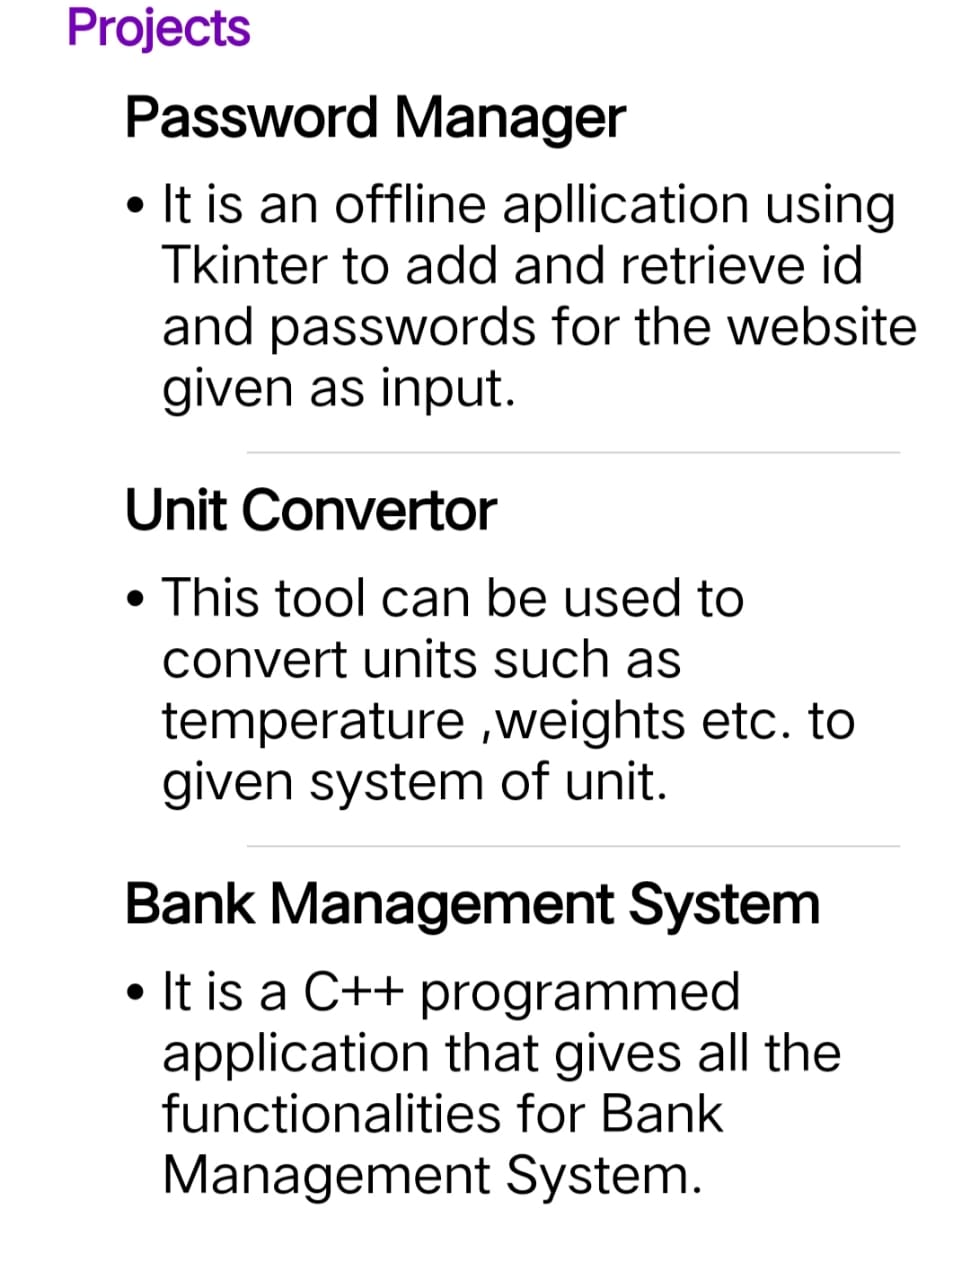 Projects
Password Manager
• It is an offline apllication using
Tkinter to add and retrieve id
and passwords for the website
given as input.
Unit Convertor
• This tool can be used to
convert units such as
temperature ,weights etc. to
given system of unit.
Bank Management System
• It is a C++ programmed
application that gives all the
functionalities for Bank
Management System.